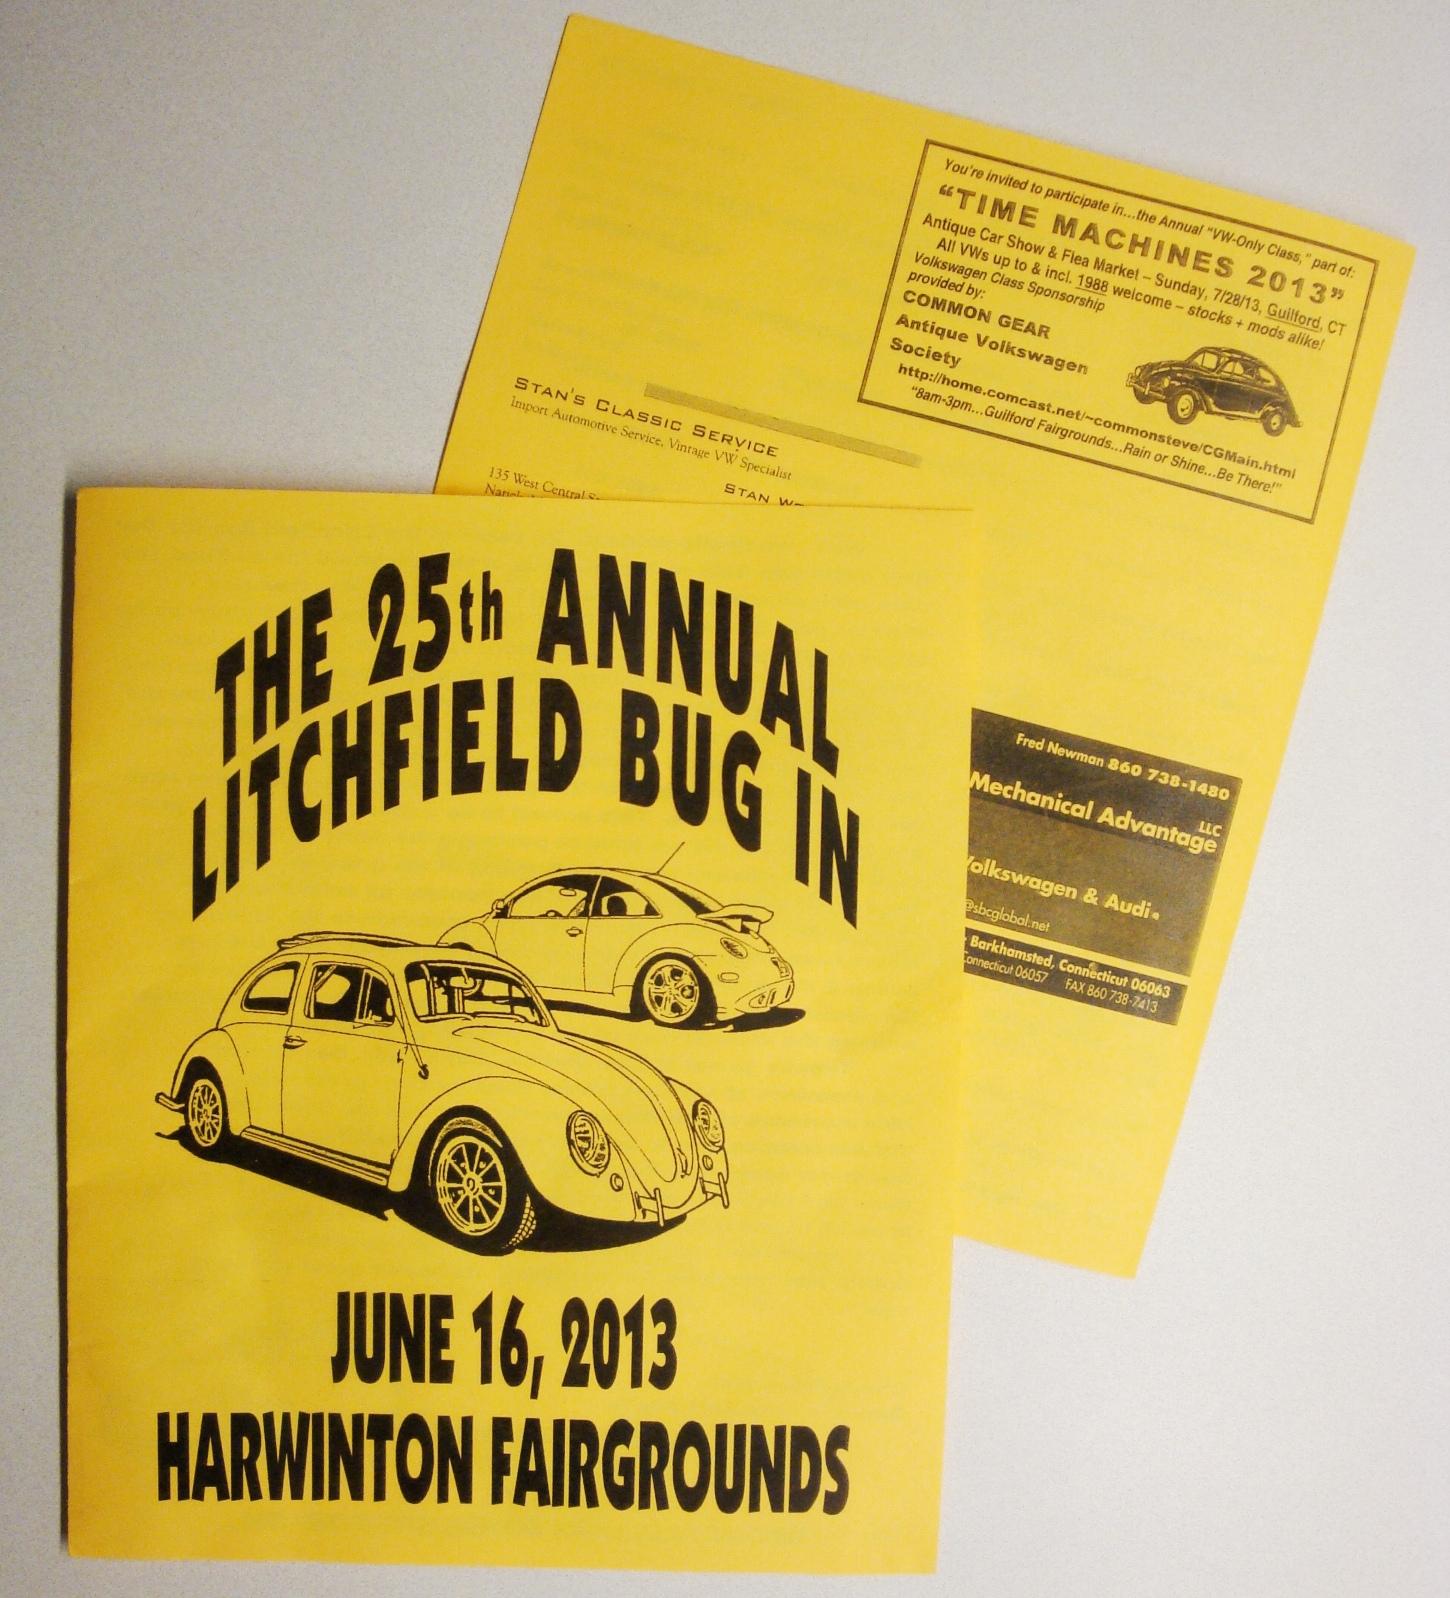 You're invited to participate in...the Annual "VW-Only Class," part of:
"TIME MACHINES 2013"
Antique Car Show & Flea Market – Sunday, 7/28/13, Guilford, CT
All VWs up to & incl. 1988 welcome – stocks + mods alike!
Volkswagen Class Sponsorship
provided by:
COMMON GEAR
Antique Volkswagen
Society
http://home.comcast.net/~commonsteve/CGMain.html
"8am-3pm...Guilford Fairgrounds...Rain or Shine...Be There!"
STAN'S CLASSIC SERVICE
Import Automotive Service, Vintage VW Specialist
135 West Central
STAN
Fred Newman 860 738-1480
Mechanical Advantage
LLC
Volkswagen & Audi
@sbcglobal.net
Barkhamsted, Connecticut 06063
Connecticut 06057 FAX 860 738-7413
THE 25th ANNUAL
LITCHFIELD BUG IN
JUNE 16, 2013
HARWINTON FAIRGROUNDS